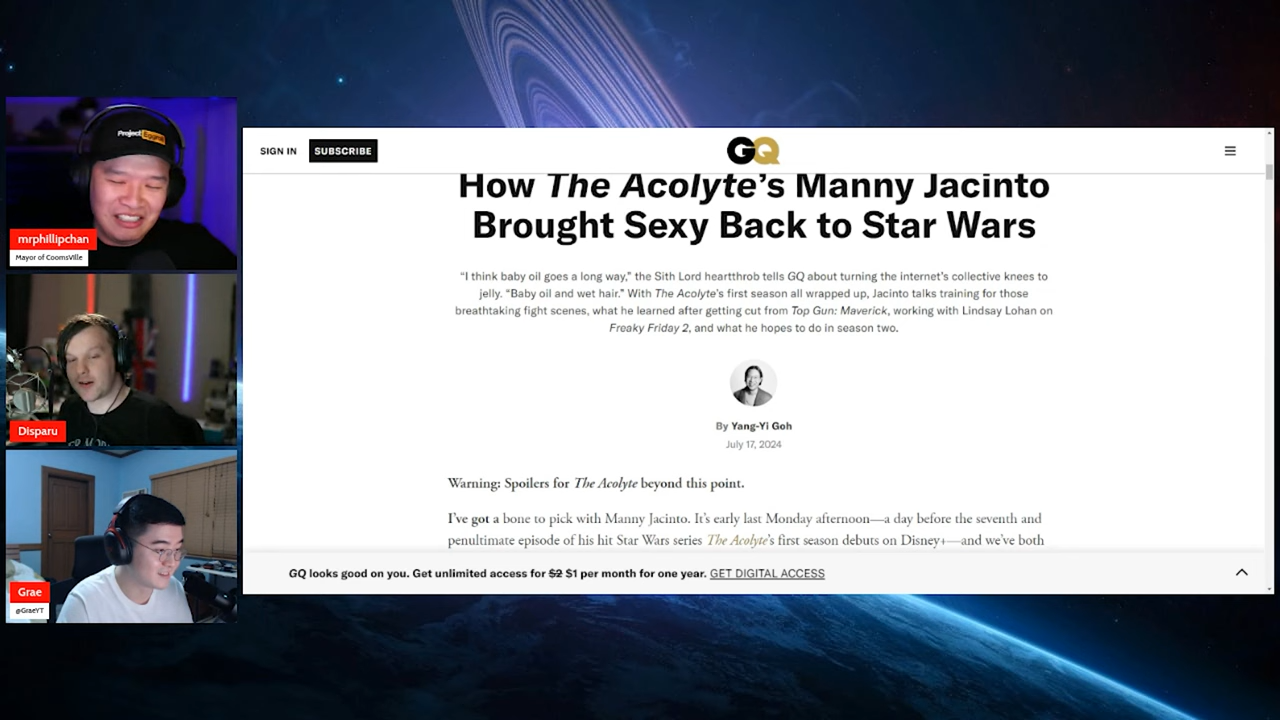 Project
mrphillipchan
Mayor of CoomsVille
Disparu
Grae
@GraeYT
SIGN IN
SUBSCRIBE
GQ
How The Acolyte's Manny Jacinto
Brought Sexy Back to Star Wars
“I think baby oil goes a long way,” the Sith Lord heartthrob tells GQ about turning the internet’s collective knees to
jelly. “Baby oil and wet hair.” With The Acolyte’s first season all wrapped up, Jacinto talks training for those
breathtaking fight scenes, what he learned after getting cut from Top Gun: Maverick, working with Lindsay Lohan on
Freaky Friday 2, and what he hopes to do in season two.
By Yang-Yi Goh
July 17, 2024
Warning: Spoilers for The Acolyte beyond this point.
I’ve got a bone to pick with Manny Jacinto. It’s early last Monday afternoon—a day before the seventh and
penultimate episode of his hit Star Wars series The Acolyte’s first season debuts on Disney+—and we’ve both
GQ looks good on you. Get unlimited access for $2 $1 per month for one year. GET DIGITAL ACCESS